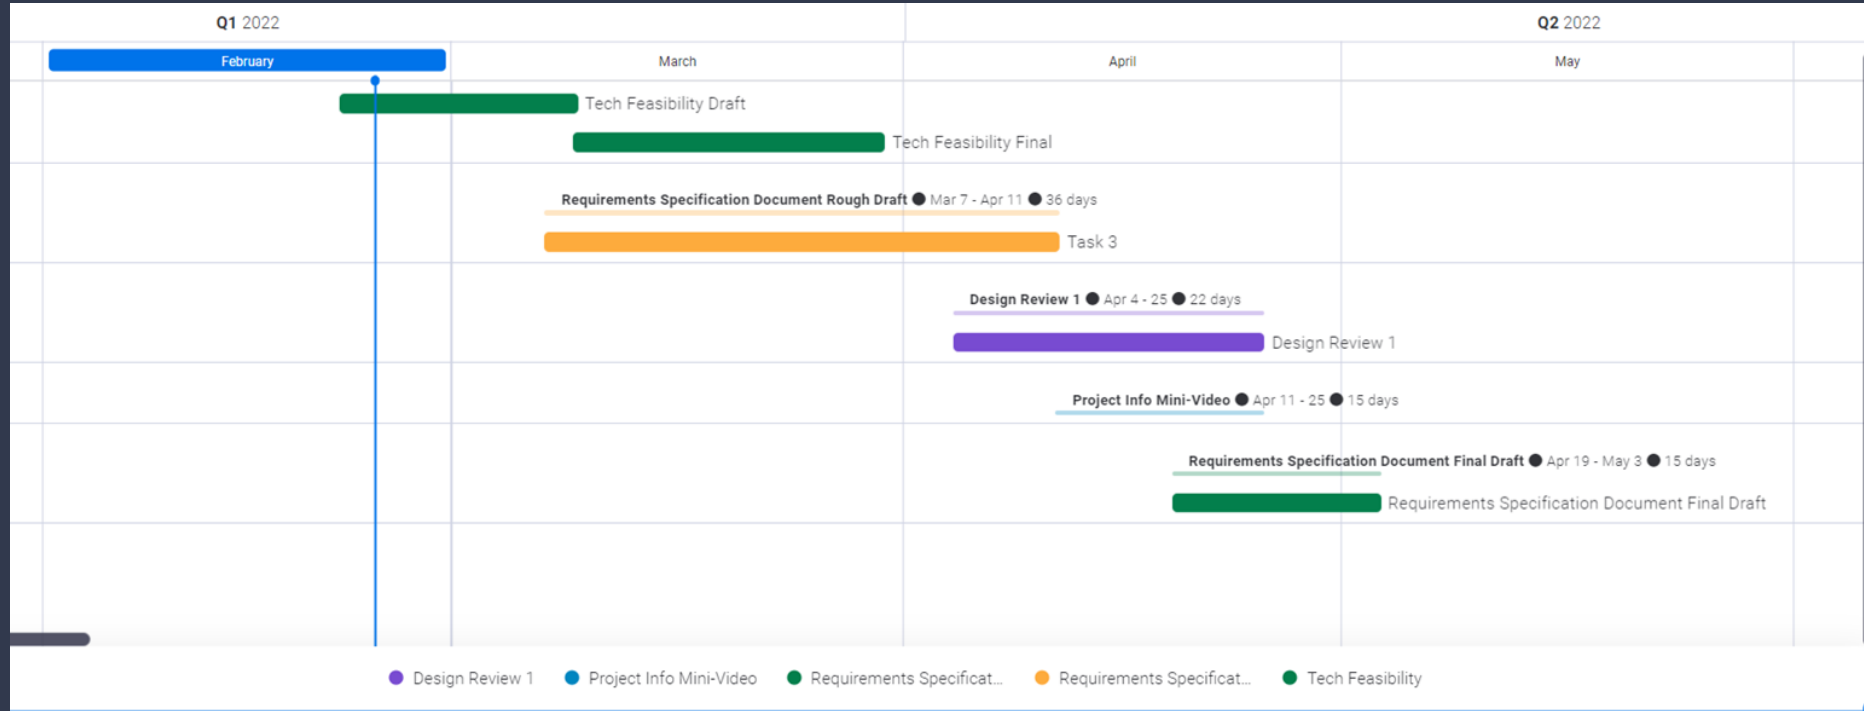 Q1 2022
Q2 2022
February
March
April
May
Tech Feasibility Draft
Tech Feasibility Final
Requirements Specification Document Rough Draft ● Mar 7 - Apr 11 ● 36 days
Task 3
Design Review 1 ● Apr 4 - 25 ● 22 days
Design Review 1
Project Info Mini-Video ● Apr 11 - 25 ● 15 days
Requirements Specification Document Final Draft ● Apr 19 - May 3 ● 15 days
Requirements Specification Document Final Draft
Design Review 1
Project Info Mini-Video
Requirements Specificat...
Requirements Specificat...
Tech Feasibility